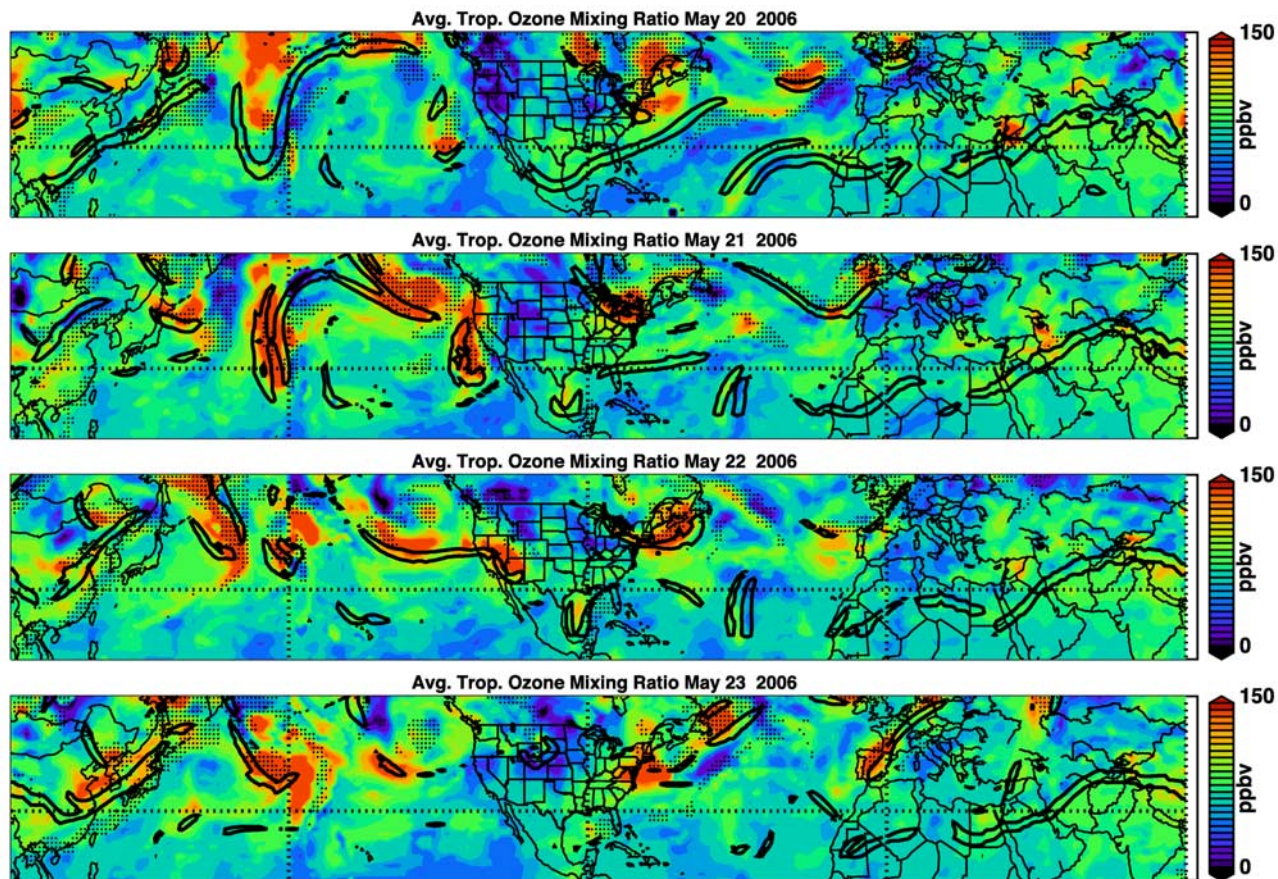 Avg. Trop. Ozone Mixing Ratio May 20 2006
150
ppbv
0
Avg. Trop. Ozone Mixing Ratio May 21 2006
150
ppbv
0
Avg. Trop. Ozone Mixing Ratio May 22 2006
150
ppbv
0
Avg. Trop. Ozone Mixing Ratio May 23 2006
150
ppbv
0